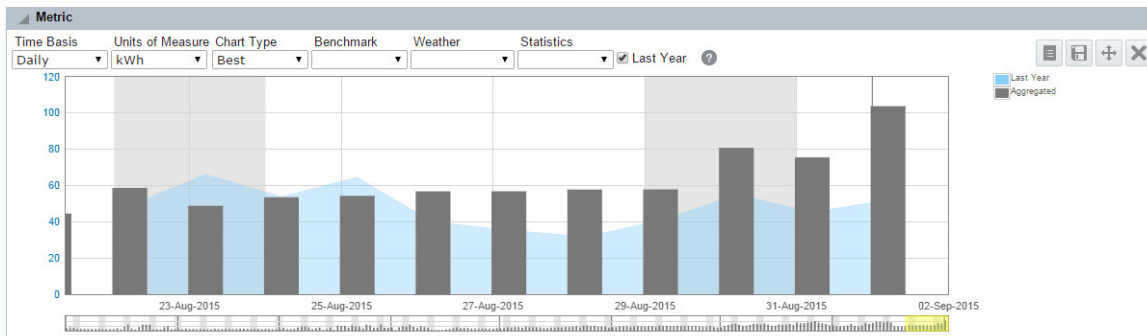 Metric
Time Basis Units of Measure Chart Type Benchmark Weather Statistics
Daily kWh Best Last Year ?
120
100
80
60
40
20
0
Last Year
Aggregated
23-Aug-2015 25-Aug-2015 27-Aug-2015 29-Aug-2015 31-Aug-2015 02-Sep-2015